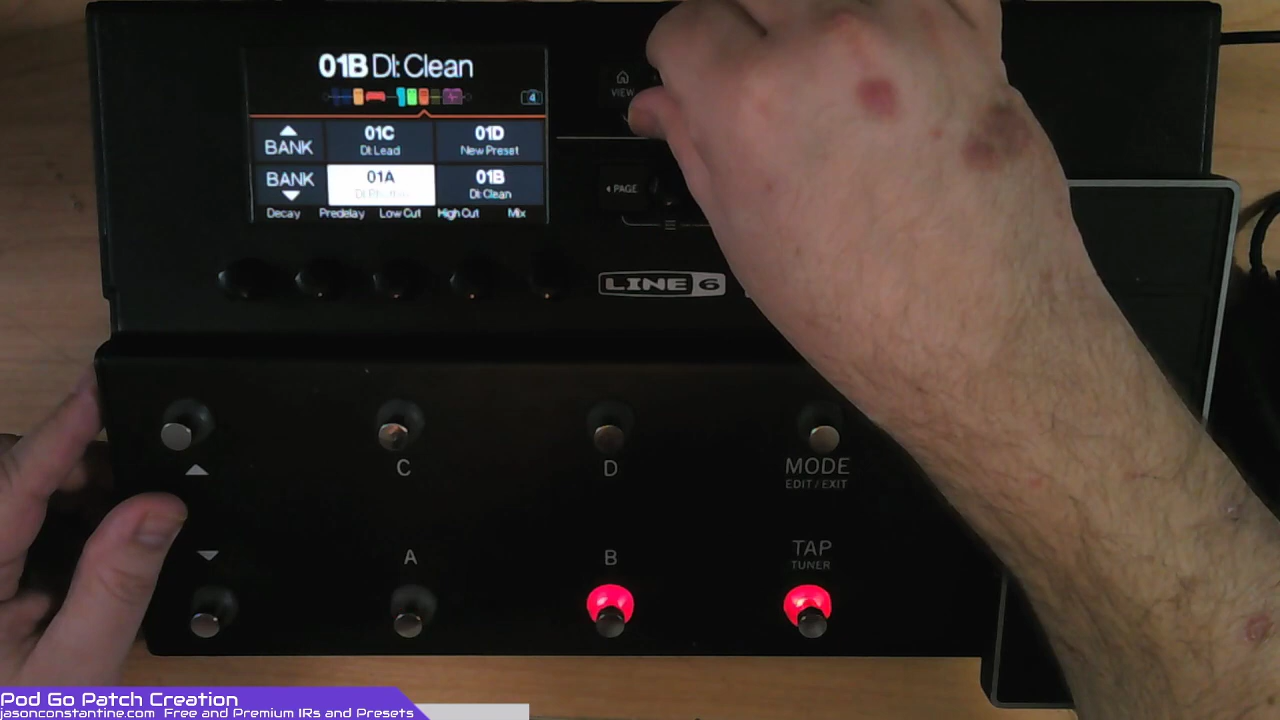 01B DI: Clean
4
BANK
01C
DI: Lead
01D
New Preset
BANK
01A
01B
DI: Clean
Decay Predelay Low Cut High Cut Mix
VIEW
PAGE
LINE 6
C
D
MODE
EDIT / EXIT
A
B
TAP
TUNER
Pod Go Patch Creation
jasonconstantine.com Free and Premium IRs and Presets